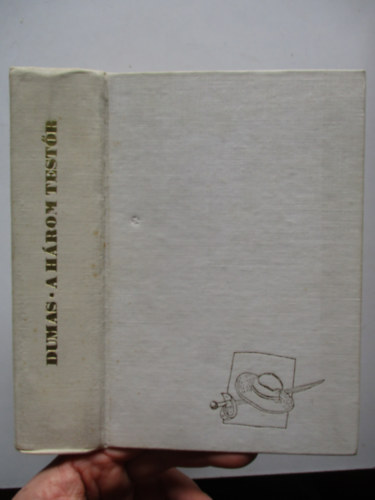 DUMAS • A HÁROM TESTŐR